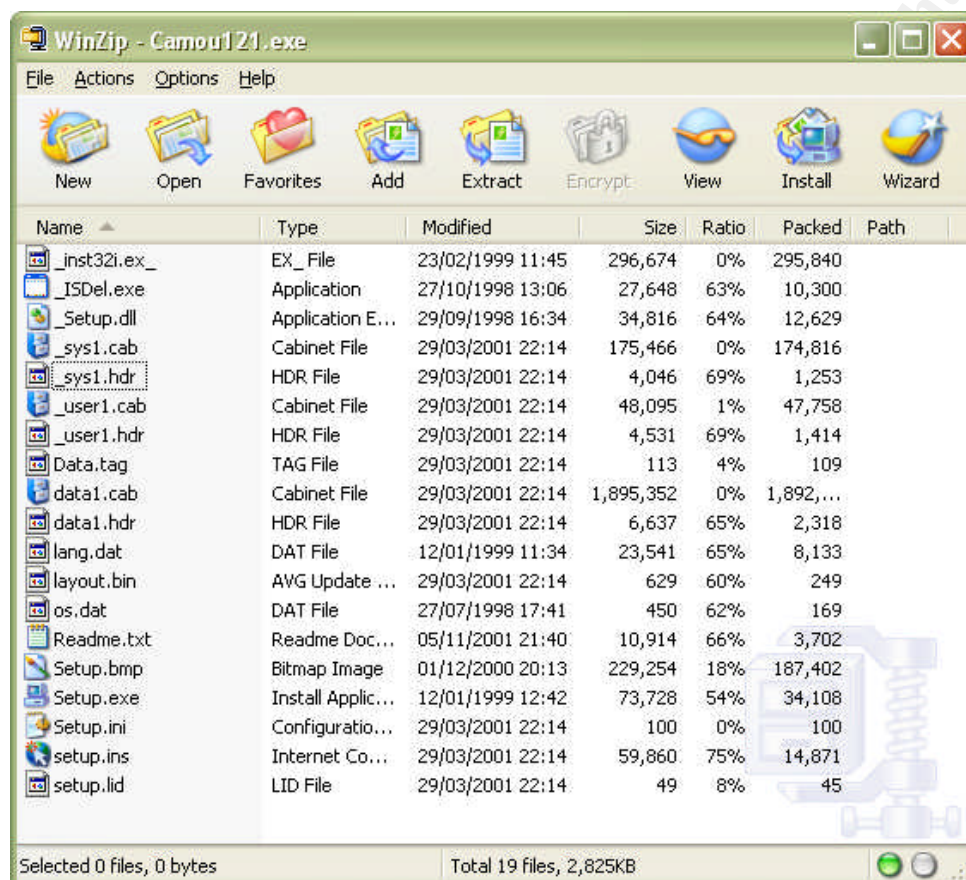 WinZip - Camou121.exe
File Actions Options Help
New Open Favorites Add Extract Encrypt View Install Wizard
Name Type Modified Size Ratio Packed Path
_inst32i.ex_ EX_ File 23/02/1999 11:45 296,674 0% 295,840
_ISDel.exe Application 27/10/1998 13:06 27,648 63% 10,300
_Setup.dll Application E... 29/09/1998 16:34 34,816 64% 12,629
_sys1.cab Cabinet File 29/03/2001 22:14 175,466 0% 174,816
_sys1.hdr HDR File 29/03/2001 22:14 4,046 69% 1,253
_user1.cab Cabinet File 29/03/2001 22:14 48,095 1% 47,758
_user1.hdr HDR File 29/03/2001 22:14 4,531 69% 1,414
Data.tag TAG File 29/03/2001 22:14 113 4% 109
data1.cab Cabinet File 29/03/2001 22:14 1,895,352 0% 1,892,...
data1.hdr HDR File 29/03/2001 22:14 6,637 65% 2,318
lang.dat DAT File 12/01/1999 11:34 23,541 65% 8,133
layout.bin AVG Update ... 29/03/2001 22:14 629 60% 249
os.dat DAT File 27/07/1998 17:41 450 62% 169
Readme.txt Readme Doc... 05/11/2001 21:40 10,914 66% 3,702
Setup.bmp Bitmap Image 01/12/2000 20:13 229,254 18% 187,402
Setup.exe Install Applic... 12/01/1999 12:42 73,728 54% 34,108
Setup.ini Configuratio... 29/03/2001 22:14 100 0% 100
setup.ins Internet Co... 29/03/2001 22:14 59,860 75% 14,871
setup.lid LID File 29/03/2001 22:14 49 8% 45
Selected 0 files, 0 bytes Total 19 files, 2,825KB